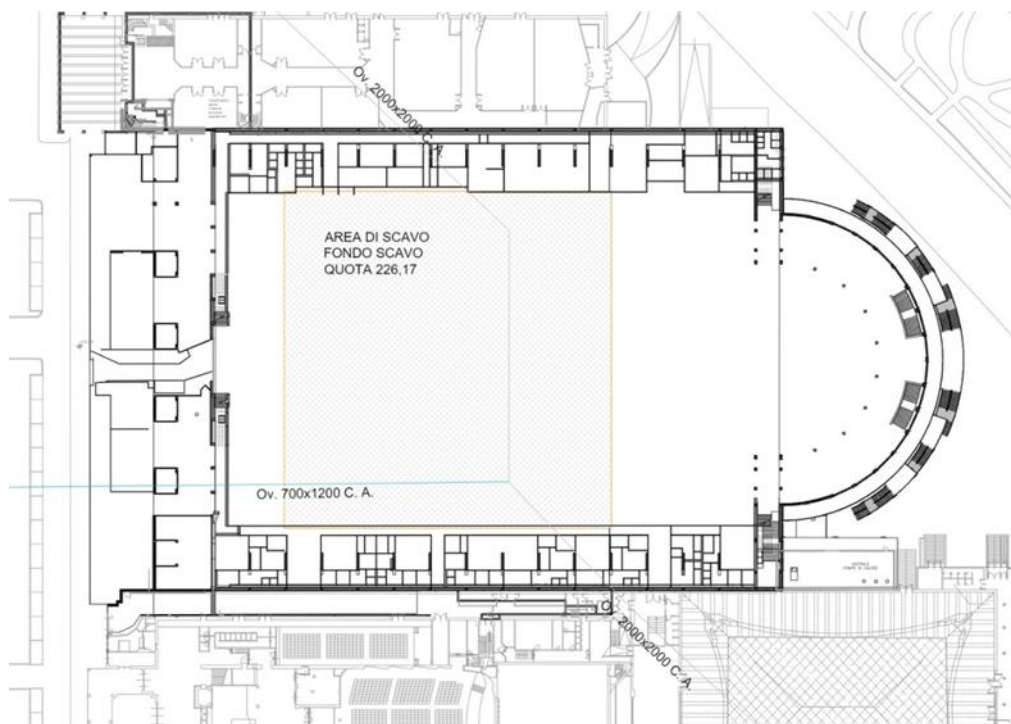 Ov. 2000x2000 C. A.
AREA DI SCAVO
FONDO SCAVO
QUOTA 226,17
Ov. 700x1200 C. A.
Ov. 2000x2000 C. A.